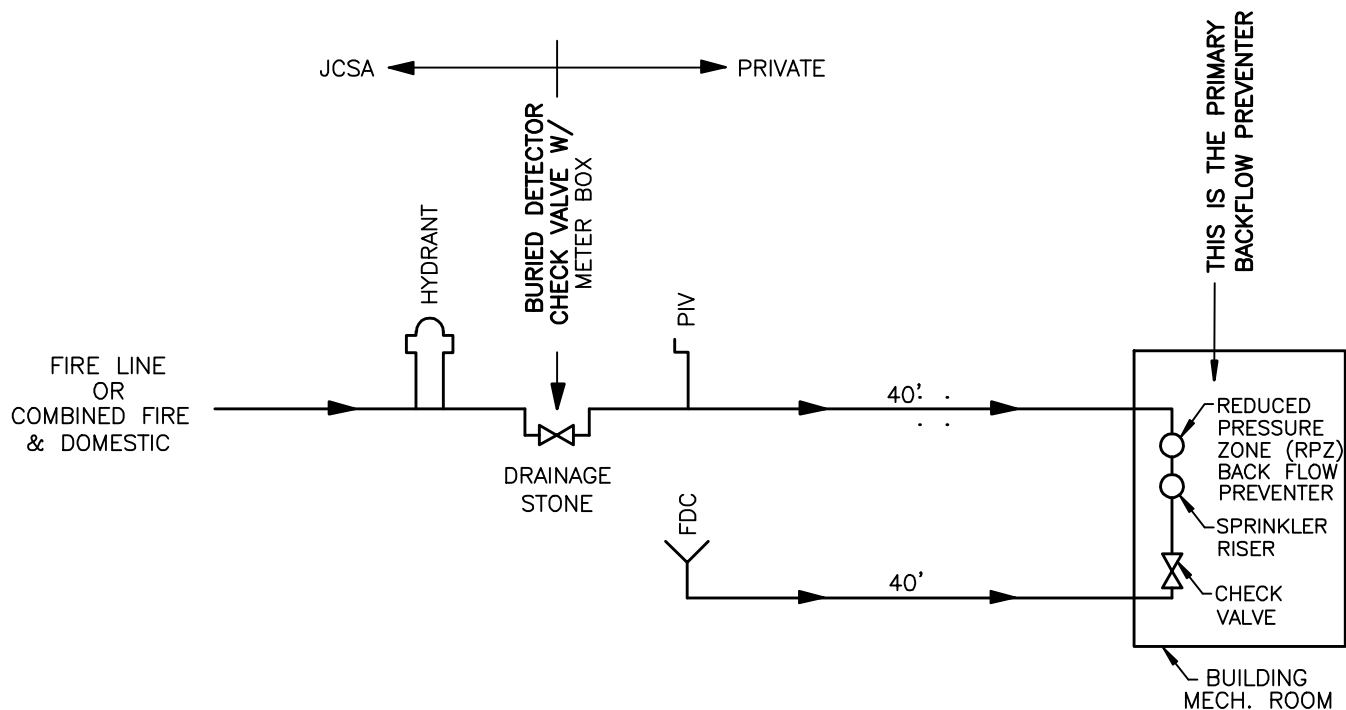 JCSA
PRIVATE
BURIED DETECTOR
CHECK VALVE W/
METER BOX
THIS IS THE PRIMARY
BACKFLOW PREVENTER
HYDRANT
PIV
FIRE LINE
OR
COMBINED FIRE
& DOMESTIC
40'
DRAINAGE
STONE
REDUCED
PRESSURE
ZONE (RPZ)
BACK FLOW
PREVENTER
SPRINKLER
RISER
FDC
40'
CHECK
VALVE
BUILDING
MECH. ROOM